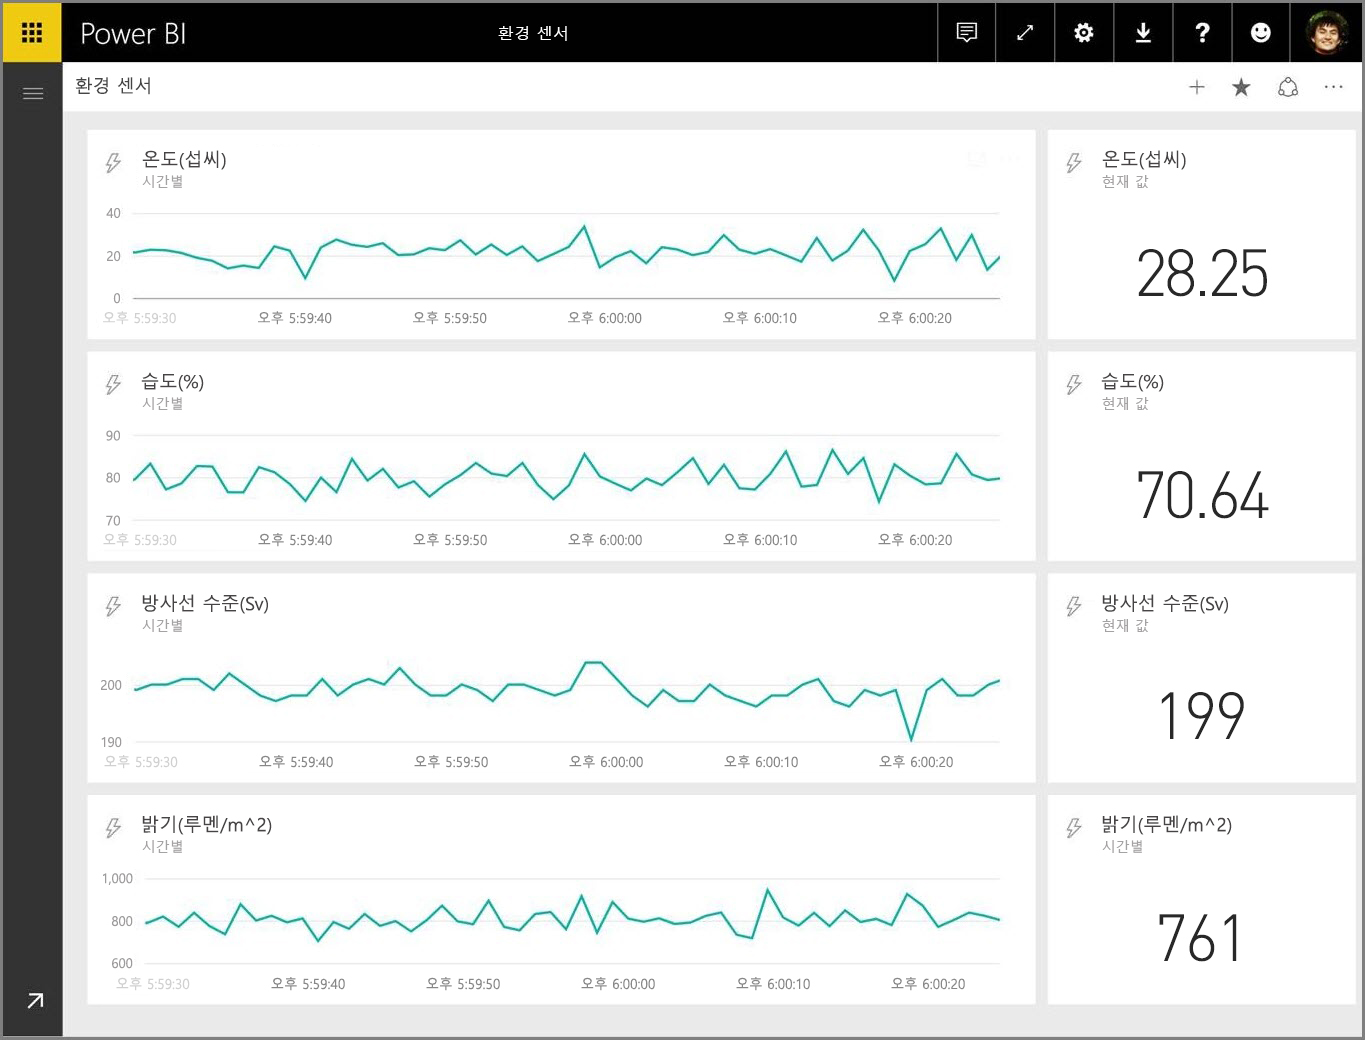 Power BI
환경 센서
?
환경 센서
온도(섭씨)
시간별
40
20
0
오후 5:59:30 오후 5:59:40 오후 5:59:50 오후 6:00:00 오후 6:00:10 오후 6:00:20
온도(섭씨)
현재 값
28.25
습도(%)
시간별
90
80
70
오후 5:59:30 오후 5:59:40 오후 5:59:50 오후 6:00:00 오후 6:00:10 오후 6:00:20
습도(%)
현재 값
70.64
방사선 수준(Sv)
시간별
200
190
오후 5:59:30 오후 5:59:40 오후 5:59:50 오후 6:00:00 오후 6:00:10 오후 6:00:20
방사선 수준(Sv)
현재 값
199
밝기(루멘/m^2)
시간별
1,000
800
600
오후 5:59:30 오후 5:59:40 오후 5:59:50 오후 6:00:00 오후 6:00:10 오후 6:00:20
밝기(루멘/m^2)
시간별
761